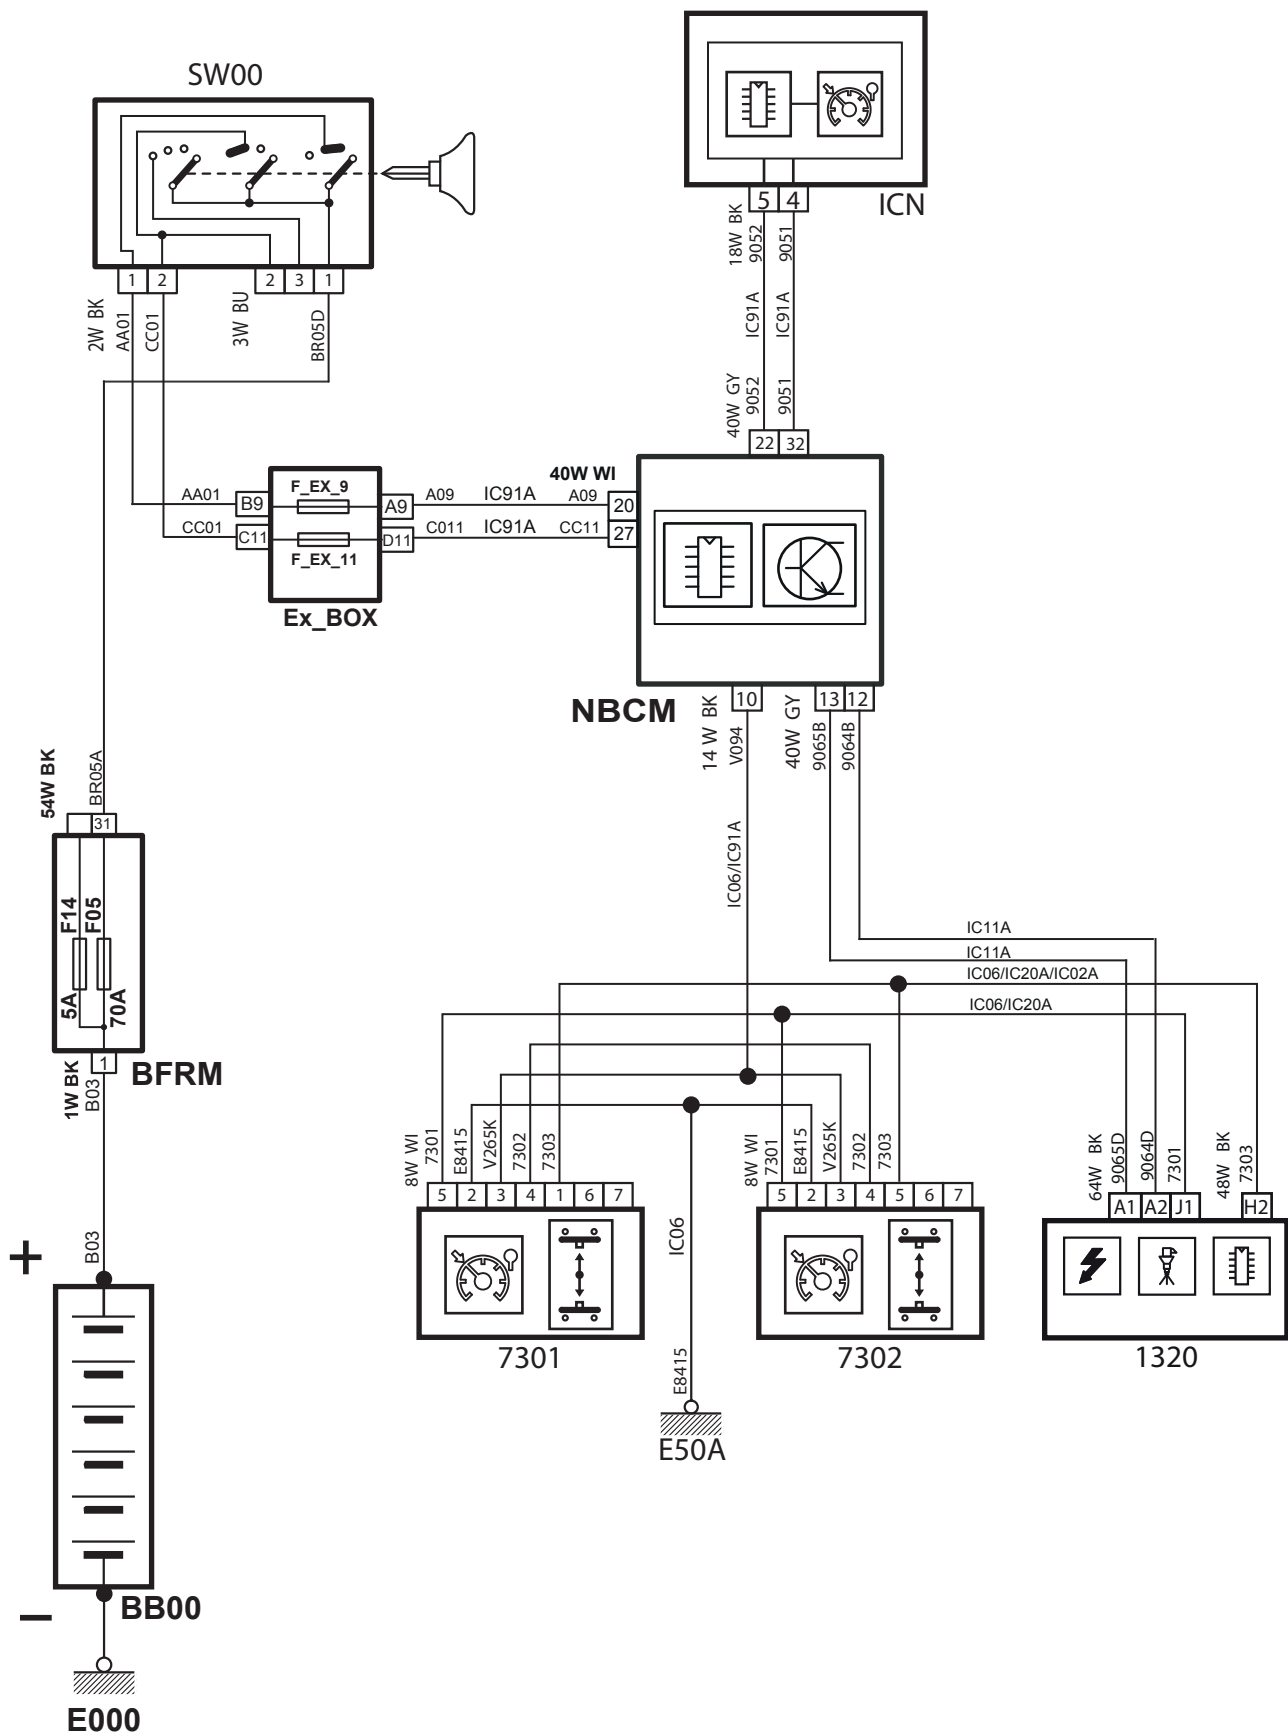 SW00
1 2 2 3 1
2W BK
AA01
CC01
3W BU
BR05D
ICN
5 4
18W BK
9052
9051
IC91A
IC91A
40W GY
9052
9051
22 32
AA01 B9 F_EX_9 A9 A09 IC91A A09 20
40W WI
CC01 C11 F_EX_11 D11 C011 IC91A CC11 27
Ex_BOX
NBCM
10 13 12
14 W BK
V094
40W GY
9065B
9064B
IC06/IC91A
54W BK
BR05A
31
F14
F05
5A
70A
1
BFRM
1W BK
B03
B03
IC11A
IC11A
IC06/IC20A/IC02A
IC06/IC20A
8W WI
7301
E8415
V265K
7302
7303
5 2 3 4 1 6 7
7301
8W WI
7301
E8415
V265K
7302
7303
5 2 3 4 5 6 7
7302
64W BK
9065D
9064D
7301
48W BK
7303
A1 A2 J1 H2
1320
IC06
E8415
E50A
+
−
BB00
E000